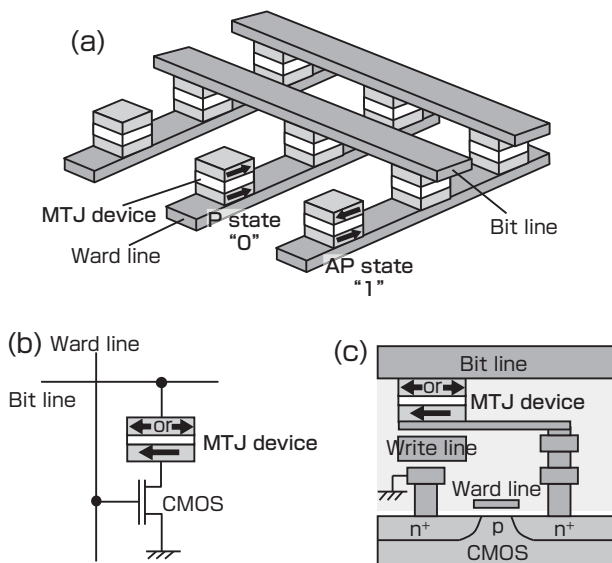 (a)
MTJ device
Ward line
P state
“0”
AP state
“1”
Bit line
(b)
Ward line
Bit line
or
MTJ device
CMOS
(c)
Bit line
or
MTJ device
Write line
Ward line
n⁺
p
n⁺
CMOS